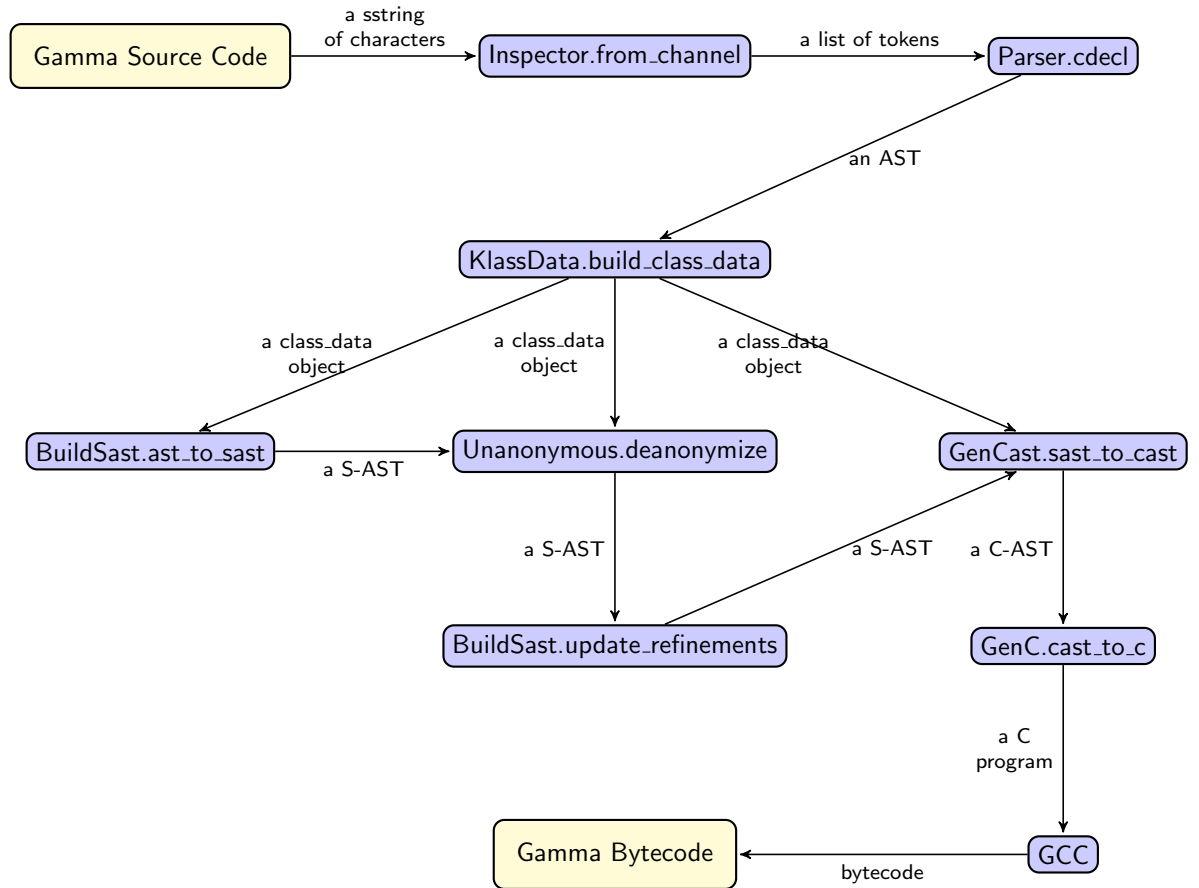 a sstring
of characters
Gamma Source Code
Inspector.from_channel
a list of tokens
Parser.cdecl
an AST
KlassData.build_class_data
a class_data
object
a class_data
object
a class_data
object
BuildSast.ast_to_sast
a S-AST
Unanonymous.deanonymize
GenCast.sast_to_cast
a S-AST
a S-AST
a C-AST
BuildSast.update_refinements
GenC.cast_to_c
a C
program
Gamma Bytecode
bytecode
GCC